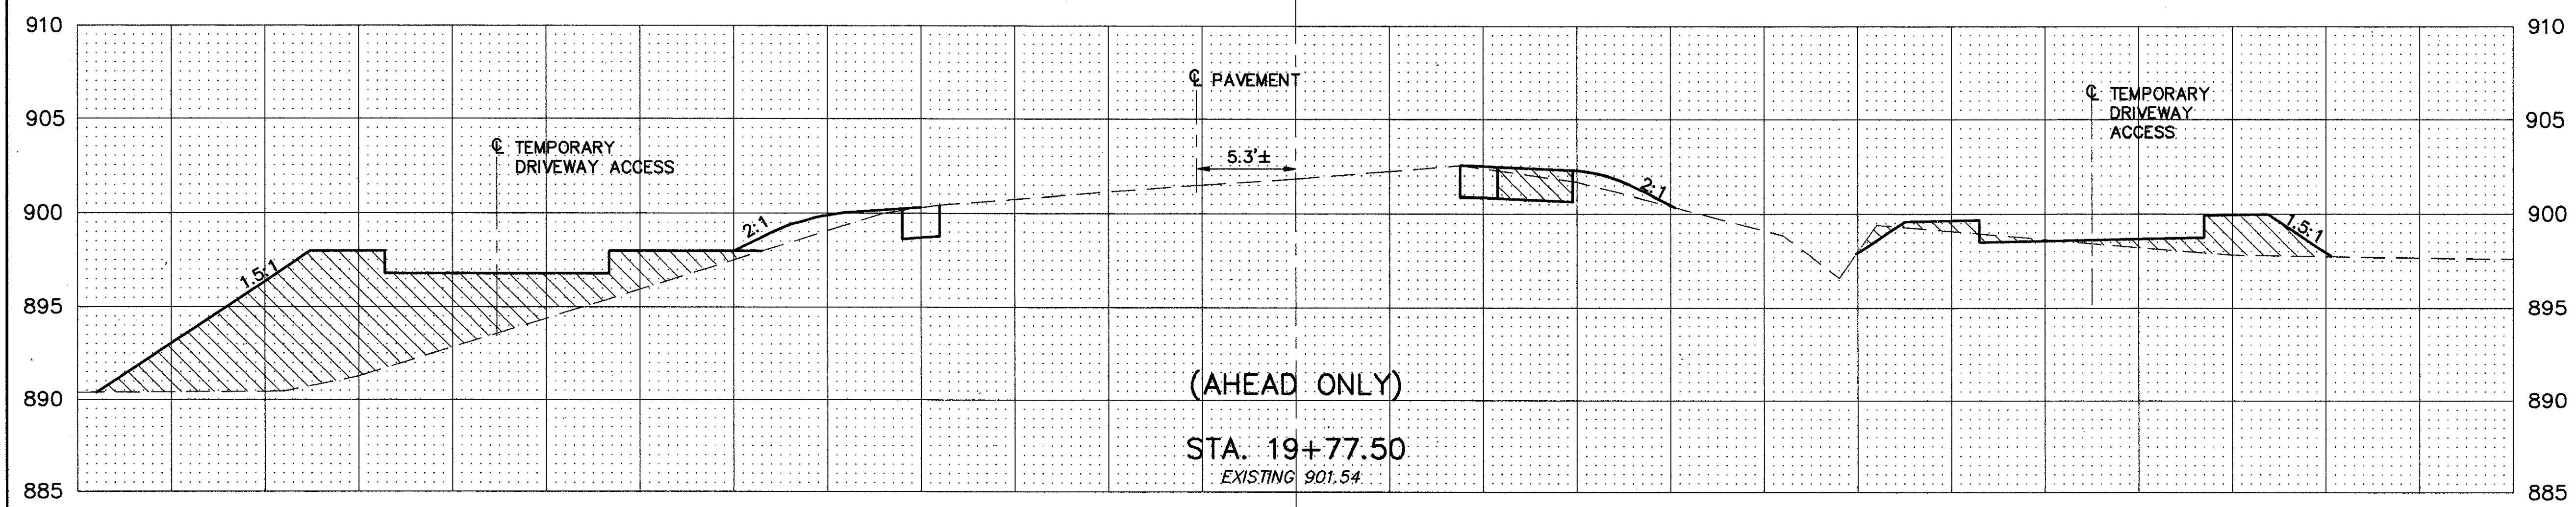 910
910
℄ PAVEMENT
℄ TEMPORARY
DRIVEWAY
ACCESS
905
905
℄ TEMPORARY
DRIVEWAY ACCESS
5.3'±
2:1
900
900
2:1
1.5:1
1.5:1
895
895
(AHEAD ONLY)
890
890
STA. 19+77.50
EXISTING 901.54
885
885